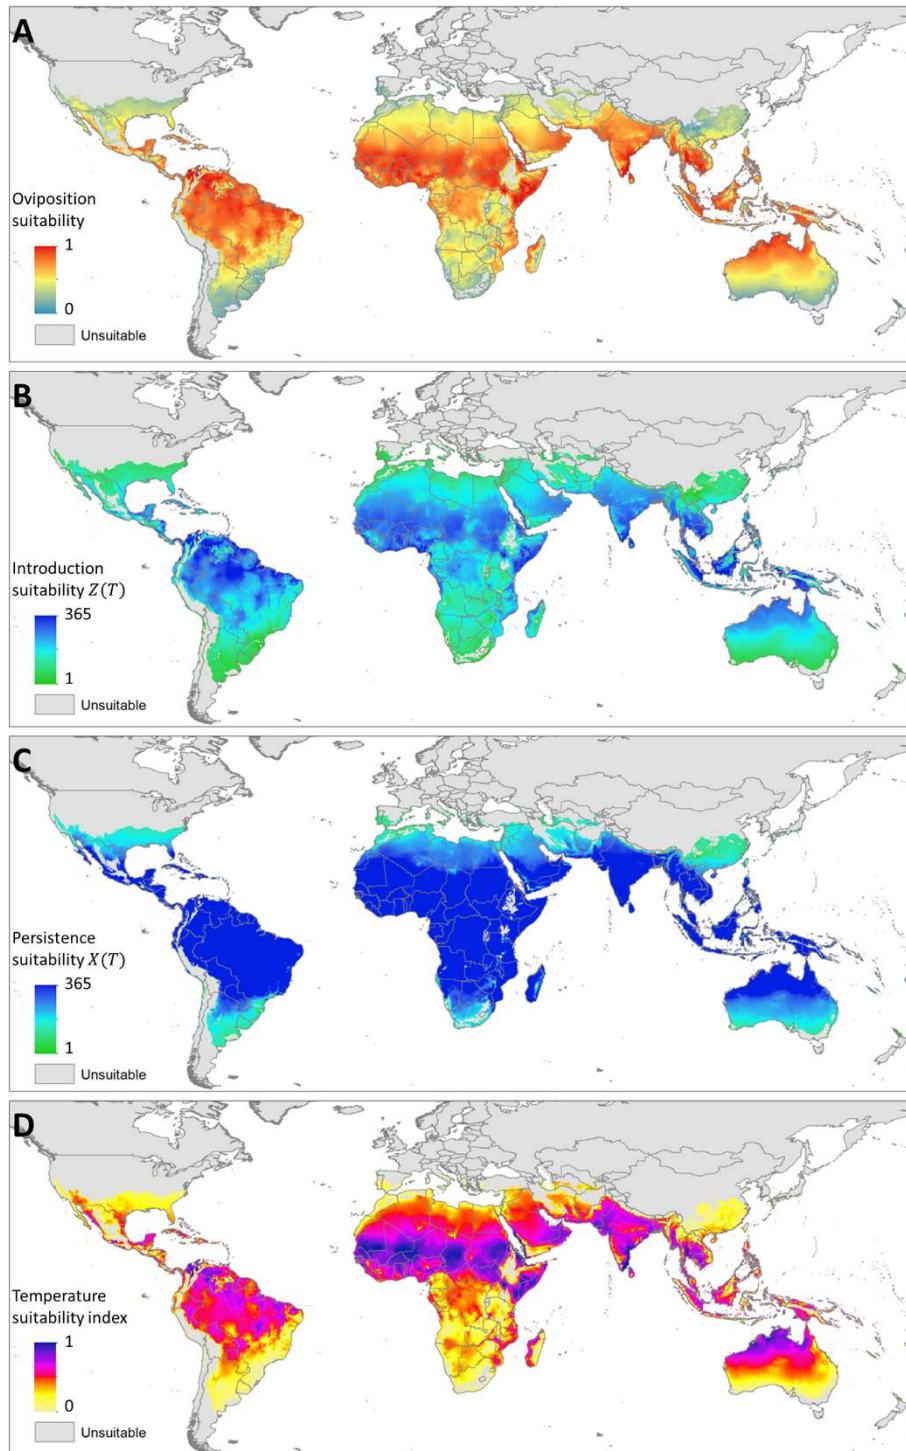 A
Oviposition
suitability
1
0
Unsuitable
B
Introduction
suitability Z(T)
365
1
Unsuitable
C
Persistence
suitability X(T)
365
1
Unsuitable
D
Temperature
suitability index
1
0
Unsuitable